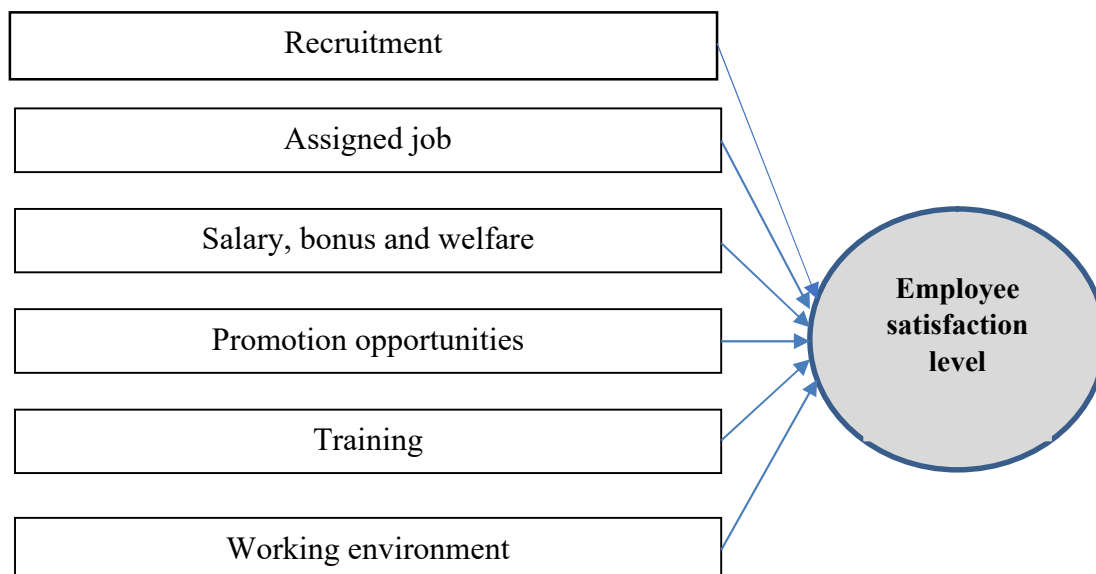 Recruitment
Assigned job
Salary, bonus and welfare
Promotion opportunities
Training
Working environment
Employee
satisfaction
level